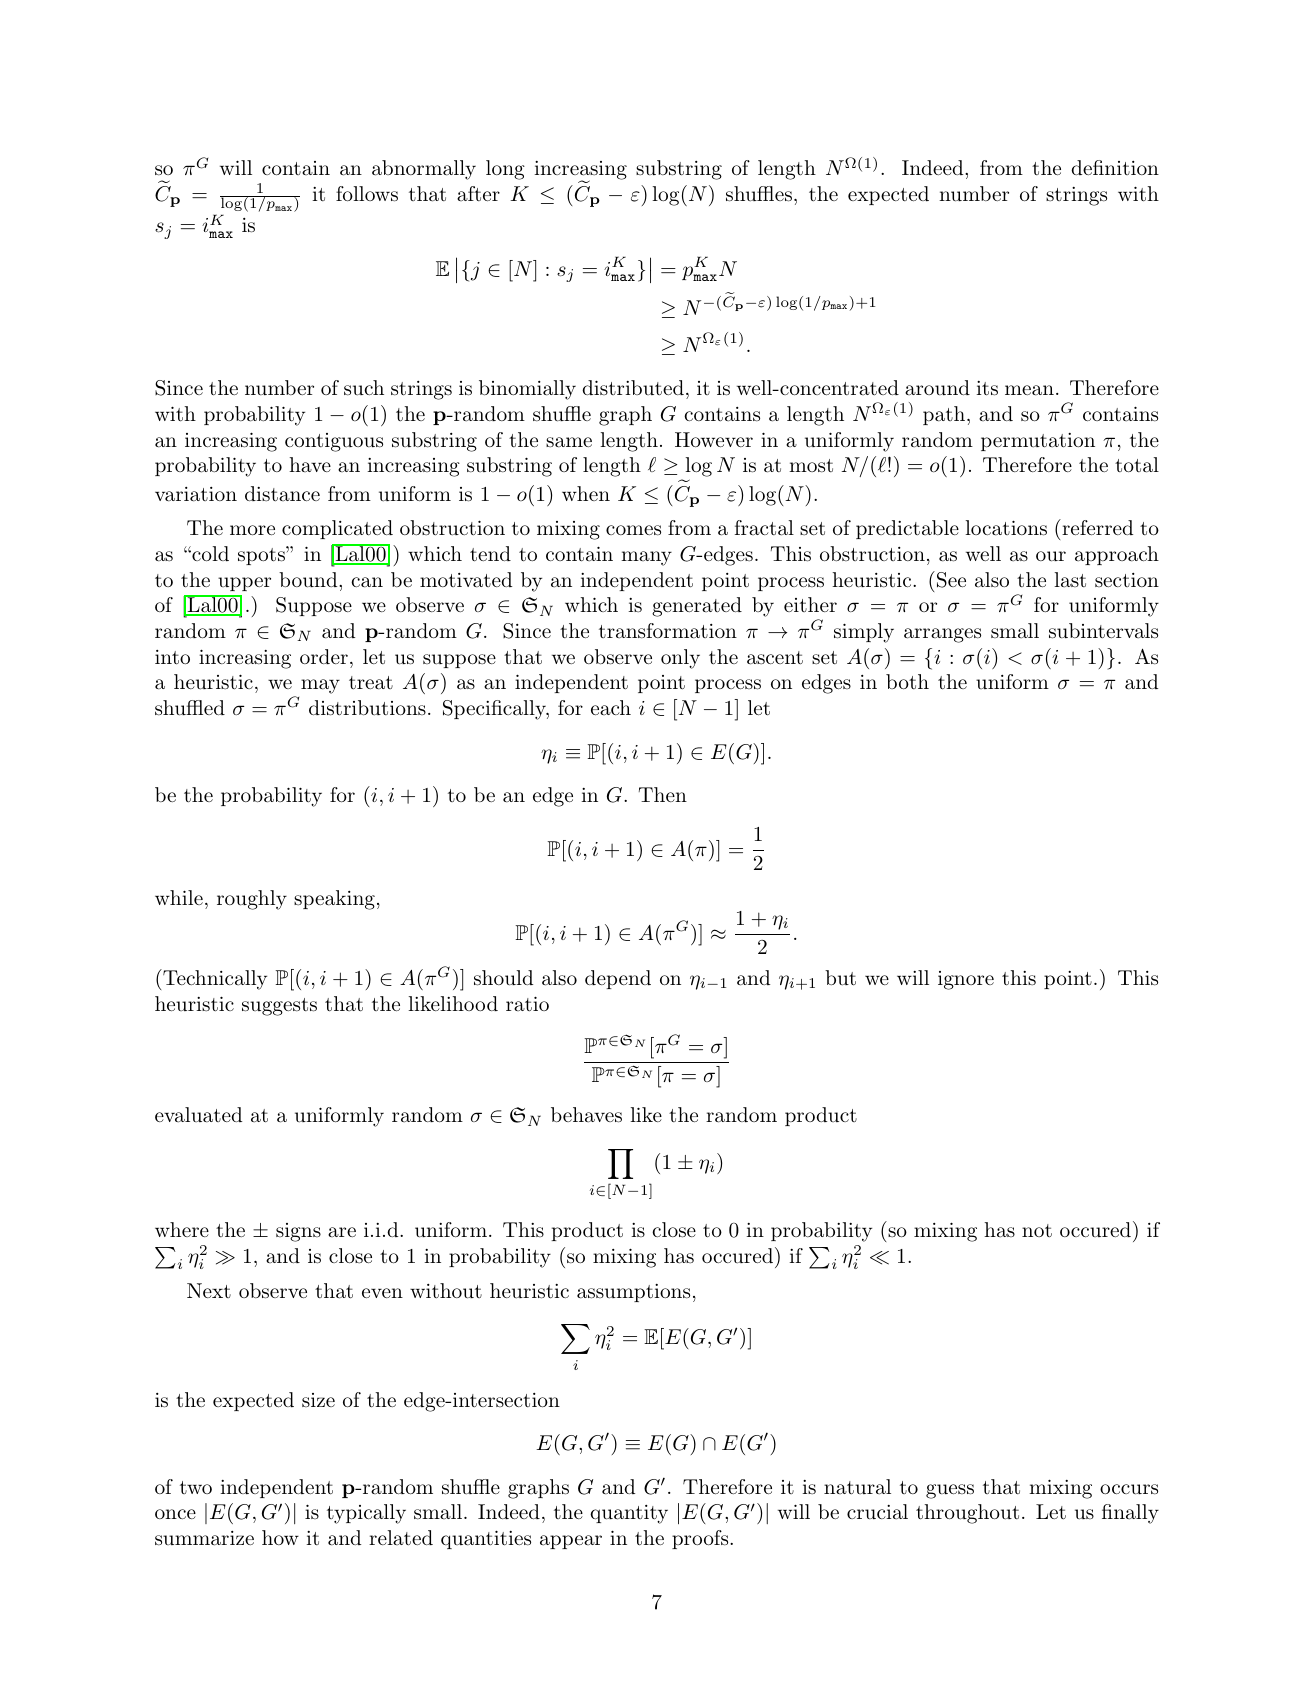 so π^G will contain an abnormally long increasing substring of length N^{Ω(1)}. Indeed, from the definition
C̃_p = 1/log(1/p_max) it follows that after K ≤ (C̃_p − ε) log(N) shuffles, the expected number of strings with
s_j = i^K_max is
E |{j ∈ [N] : s_j = i^K_max}| = p^K_max N
≥ N^{−(C̃_p−ε) log(1/p_max)+1}
≥ N^{Ω_ε(1)}.
Since the number of such strings is binomially distributed, it is well-concentrated around its mean. Therefore
with probability 1 − o(1) the p-random shuffle graph G contains a length N^{Ω_ε(1)} path, and so π^G contains
an increasing contiguous substring of the same length. However in a uniformly random permutation π, the
probability to have an increasing substring of length ℓ ≥ log N is at most N/(ℓ!) = o(1). Therefore the total
variation distance from uniform is 1 − o(1) when K ≤ (C̃_p − ε) log(N).
The more complicated obstruction to mixing comes from a fractal set of predictable locations (referred to
as “cold spots” in [Lal00]) which tend to contain many G-edges. This obstruction, as well as our approach
to the upper bound, can be motivated by an independent point process heuristic. (See also the last section
of [Lal00].) Suppose we observe σ ∈ 𝔖_N which is generated by either σ = π or σ = π^G for uniformly
random π ∈ 𝔖_N and p-random G. Since the transformation π → π^G simply arranges small subintervals
into increasing order, let us suppose that we observe only the ascent set A(σ) = {i : σ(i) < σ(i + 1)}. As
a heuristic, we may treat A(σ) as an independent point process on edges in both the uniform σ = π and
shuffled σ = π^G distributions. Specifically, for each i ∈ [N − 1] let
η_i ≡ P[(i, i + 1) ∈ E(G)].
be the probability for (i, i + 1) to be an edge in G. Then
P[(i, i + 1) ∈ A(π)] = 1/2
while, roughly speaking,
P[(i, i + 1) ∈ A(π^G)] ≈ (1 + η_i)/2.
(Technically P[(i, i + 1) ∈ A(π^G)] should also depend on η_{i−1} and η_{i+1} but we will ignore this point.) This
heuristic suggests that the likelihood ratio
P^{π∈𝔖_N}[π^G = σ]
P^{π∈𝔖_N}[π = σ]
evaluated at a uniformly random σ ∈ 𝔖_N behaves like the random product
∏_{i∈[N−1]} (1 ± η_i)
where the ± signs are i.i.d. uniform. This product is close to 0 in probability (so mixing has not occured) if
∑_i η_i^2 ≫ 1, and is close to 1 in probability (so mixing has occured) if ∑_i η_i^2 ≪ 1.
Next observe that even without heuristic assumptions,
∑_i η_i^2 = E[E(G, G′)]
is the expected size of the edge-intersection
E(G, G′) ≡ E(G) ∩ E(G′)
of two independent p-random shuffle graphs G and G′. Therefore it is natural to guess that mixing occurs
once |E(G, G′)| is typically small. Indeed, the quantity |E(G, G′)| will be crucial throughout. Let us finally
summarize how it and related quantities appear in the proofs.
7